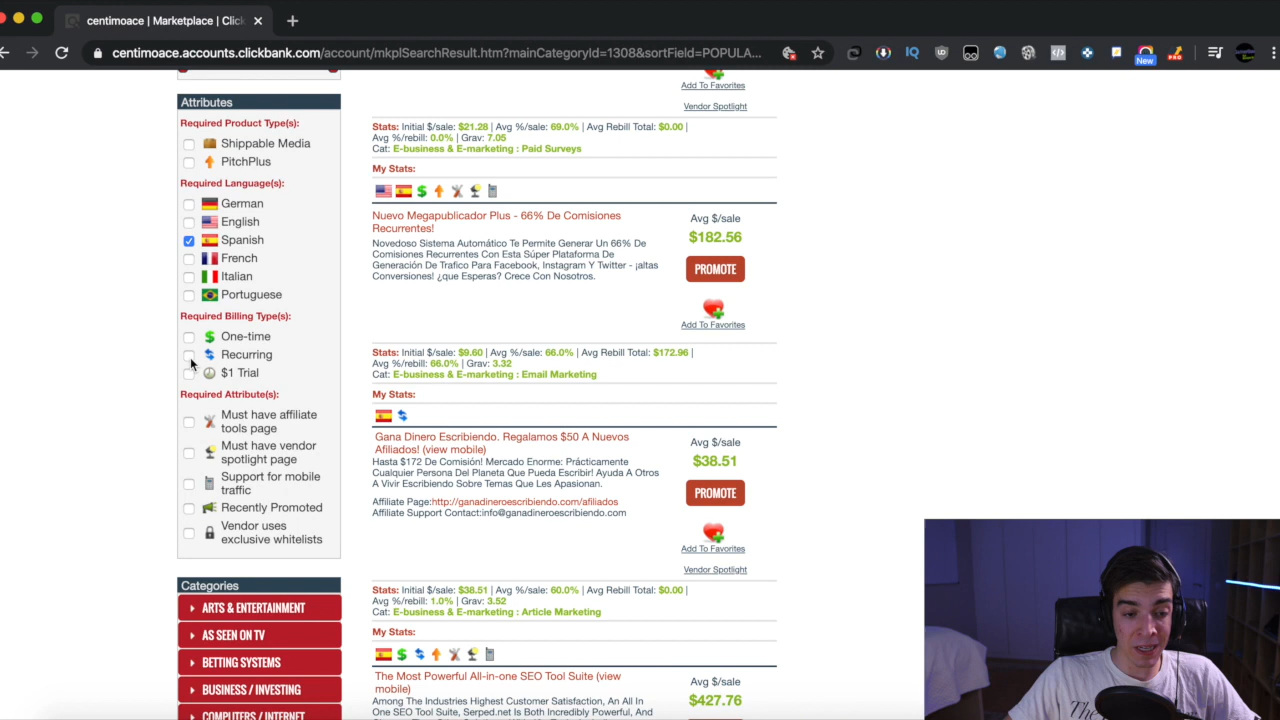 centimoace | Marketplace | Click
centimoace.accounts.clickbank.com/account/mkplSearchResult.htm?mainCategoryId=1308&sortField=POPULA...
New
Attributes
Required Product Type(s):
Shippable Media
PitchPlus
Required Language(s):
German
English
Spanish
French
Italian
Portuguese
Required Billing Type(s):
One-time
Recurring
$1 Trial
Required Attribute(s):
Must have affiliate
tools page
Must have vendor
spotlight page
Support for mobile
traffic
Recently Promoted
Vendor uses
exclusive whitelists
Categories
ARTS & ENTERTAINMENT
AS SEEN ON TV
BETTING SYSTEMS
BUSINESS / INVESTING
COMPUTERS / INTERNET
Add To Favorites
Vendor Spotlight
Stats: Initial $/sale: $21.28 | Avg %/sale: 69.0% | Avg Rebill Total: $0.00 |
Avg %/rebill: 0.0% | Grav: 7.05
Cat: E-business & E-marketing : Paid Surveys
My Stats:
Nuevo Megapublicador Plus - 66% De Comisiones
Recurrentes!
Novedoso Sistema Automático Te Permite Generar Un 66% De
Comisiones Recurrentes Con Esta Súper Plataforma De
Generación De Trafico Para Facebook, Instagram Y Twitter - ¡altas
Conversiones! ¿que Esperas? Crece Con Nosotros.
Avg $/sale
$182.56
PROMOTE
Add To Favorites
Stats: Initial $/sale: $9.60 | Avg %/sale: 66.0% | Avg Rebill Total: $172.96 |
Avg %/rebill: 66.0% | Grav: 3.32
Cat: E-business & E-marketing : Email Marketing
My Stats:
Gana Dinero Escribiendo. Regalamos $50 A Nuevos
Afiliados! (view mobile)
Hasta $172 De Comisión! Mercado Enorme: Prácticamente
Cualquier Persona Del Planeta Que Pueda Escribir! Ayuda A Otros
A Vivir Escribiendo Sobre Temas Que Les Apasionan.
Affiliate Page:http://ganadineroescribiendo.com/afiliados
Affiliate Support Contact:info@ganadineroescribiendo.com
Avg $/sale
$38.51
PROMOTE
Add To Favorites
Vendor Spotlight
Stats: Initial $/sale: $38.51 | Avg %/sale: 60.0% | Avg Rebill Total: $0.00 |
Avg %/rebill: 1.0% | Grav: 3.52
Cat: E-business & E-marketing : Article Marketing
My Stats:
The Most Powerful All-in-one SEO Tool Suite (view
mobile)
Among The Industries Highest Customer Satisfaction, An All In
One SEO Tool Suite, Serped.net Is Both Incredibly Powerful, And
Avg $/sale
$427.76
The